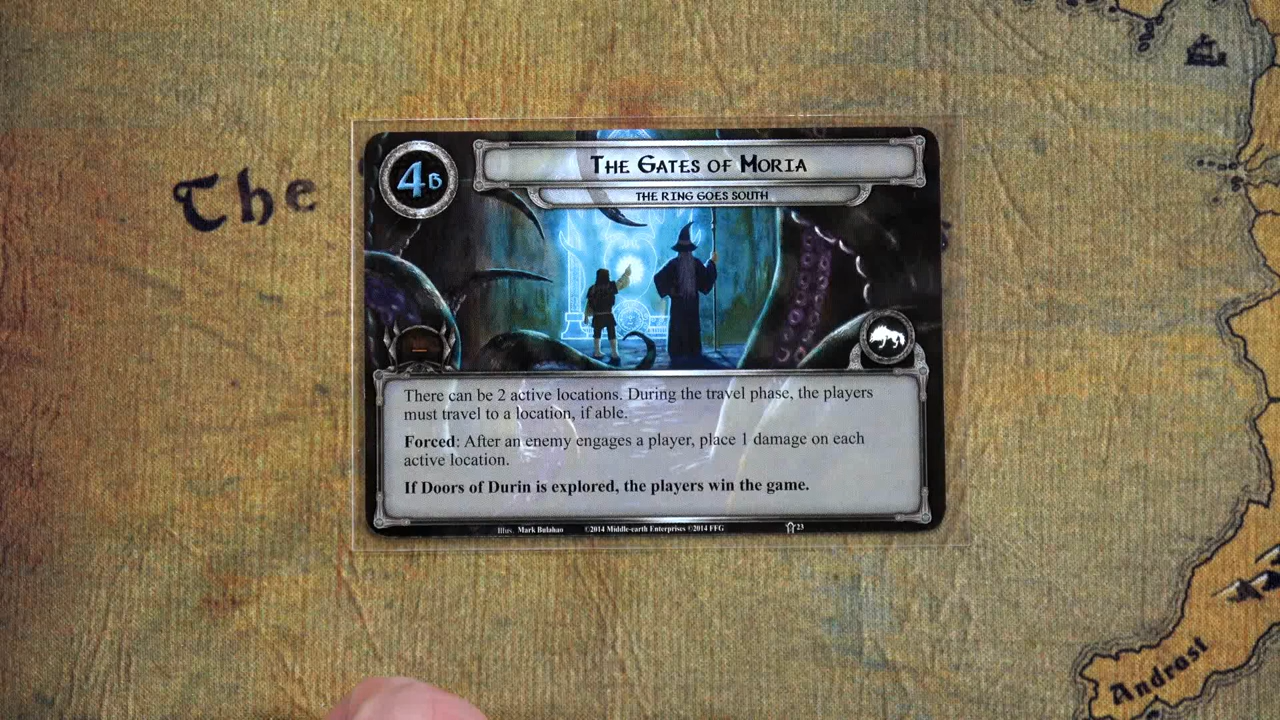 The
4B
THE GATES OF MORIA
THE RING GOES SOUTH
–
There can be 2 active locations. During the travel phase, the players
must travel to a location, if able.
Forced: After an enemy engages a player, place 1 damage on each
active location.
If Doors of Durin is explored, the players win the game.
Illus. Mark Bulahao ©2014 Middle-earth Enterprises ©2014 FFG 23
Andrast